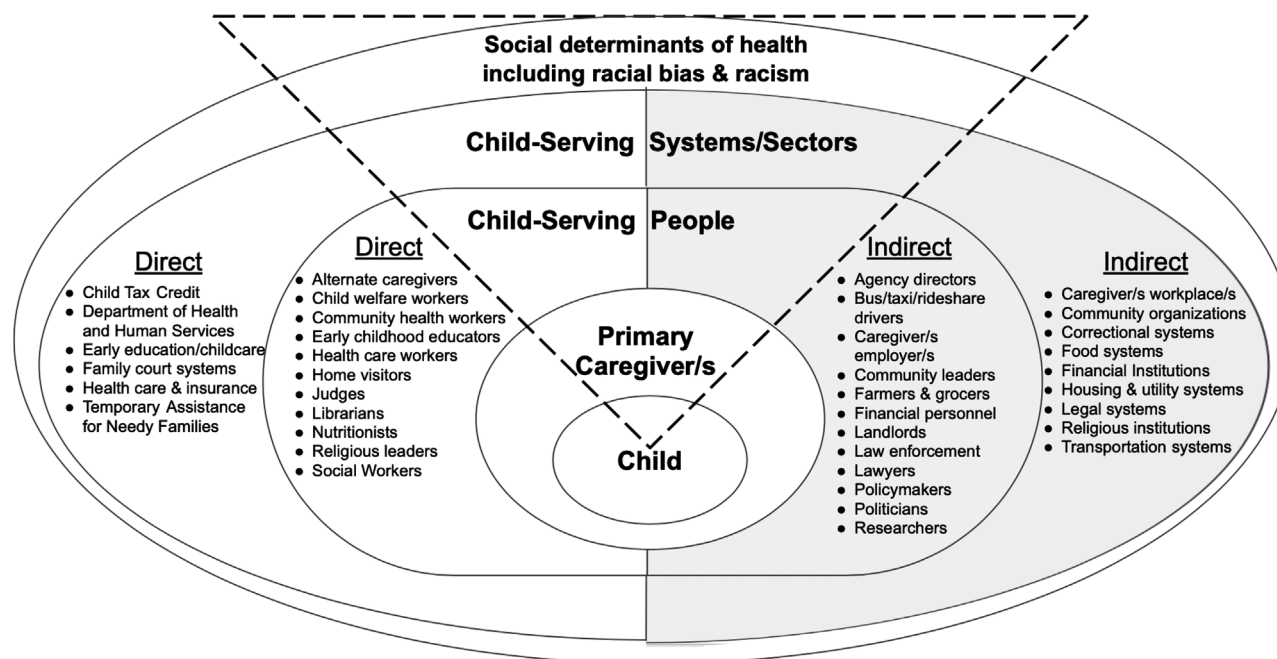 Social determinants of health
including racial bias & racism
Child-Serving Systems/Sectors
Child-Serving People
Direct
• Child Tax Credit
• Department of Health
and Human Services
• Early education/childcare
• Family court systems
• Health care & insurance
• Temporary Assistance
for Needy Families
Direct
• Alternate caregivers
• Child welfare workers
• Community health workers
• Early childhood educators
• Health care workers
• Home visitors
• Judges
• Librarians
• Nutritionists
• Religious leaders
• Social Workers
Primary
Caregiver/s
Child
Indirect
• Agency directors
• Bus/taxi/rideshare
drivers
• Caregiver/s
employer/s
• Community leaders
• Farmers & grocers
• Financial personnel
• Landlords
• Law enforcement
• Lawyers
• Policymakers
• Politicians
• Researchers
Indirect
• Caregiver/s workplace/s
• Community organizations
• Correctional systems
• Food systems
• Financial Institutions
• Housing & utility systems
• Legal systems
• Religious institutions
• Transportation systems